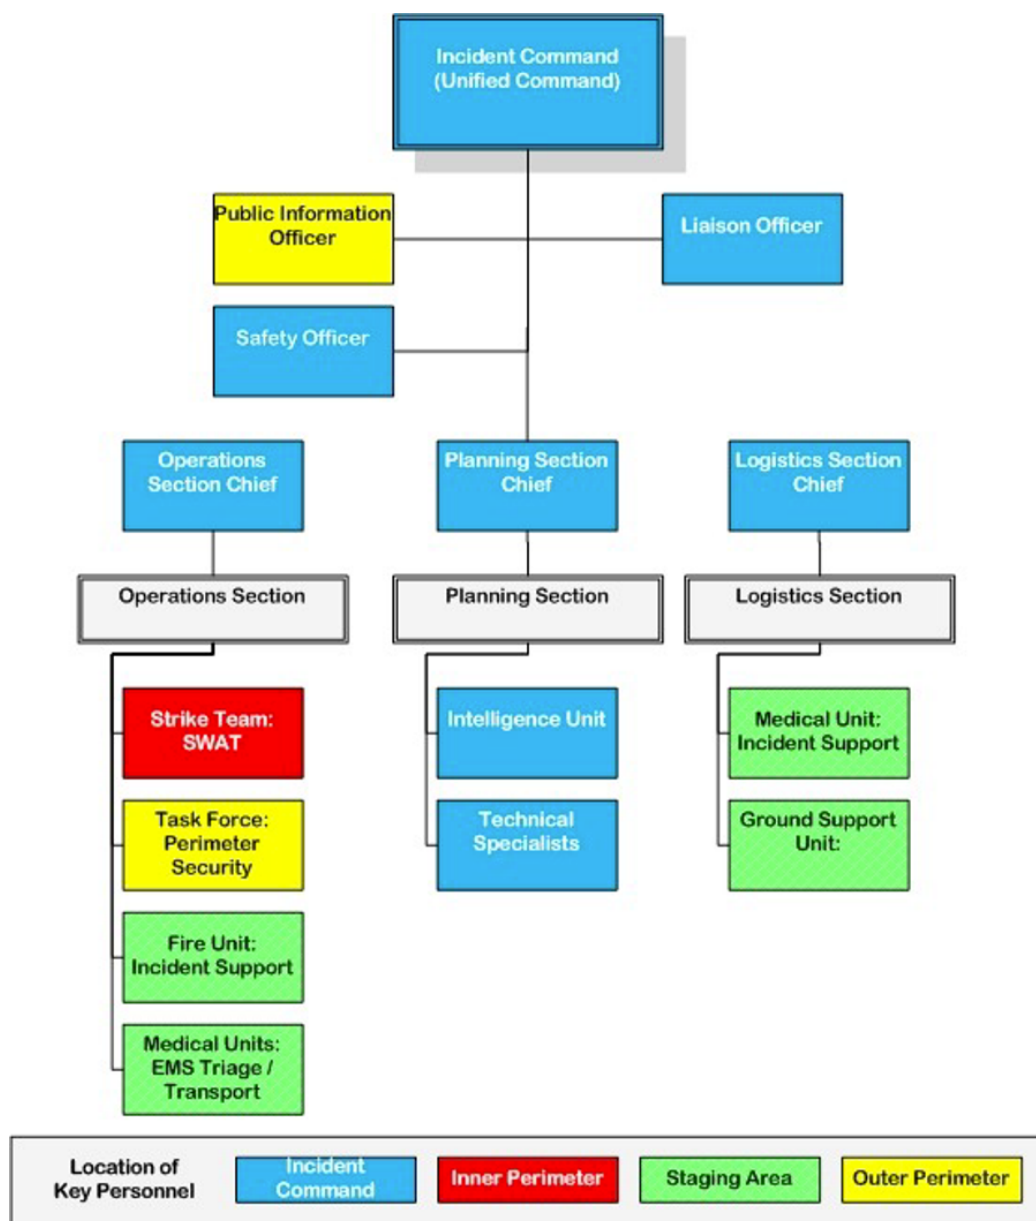 Incident Command
(Unified Command)
Public Information
Officer
Liaison Officer
Safety Officer
Operations
Section Chief
Planning Section
Chief
Logistics Section
Chief
Operations Section
Planning Section
Logistics Section
Strike Team:
SWAT
Intelligence Unit
Medical Unit:
Incident Support
Task Force:
Perimeter
Security
Technical
Specialists
Ground Support
Unit:
Fire Unit:
Incident Support
Medical Units:
EMS Triage /
Transport
Location of
Key Personnel
Incident
Command
Inner Perimeter
Staging Area
Outer Perimeter